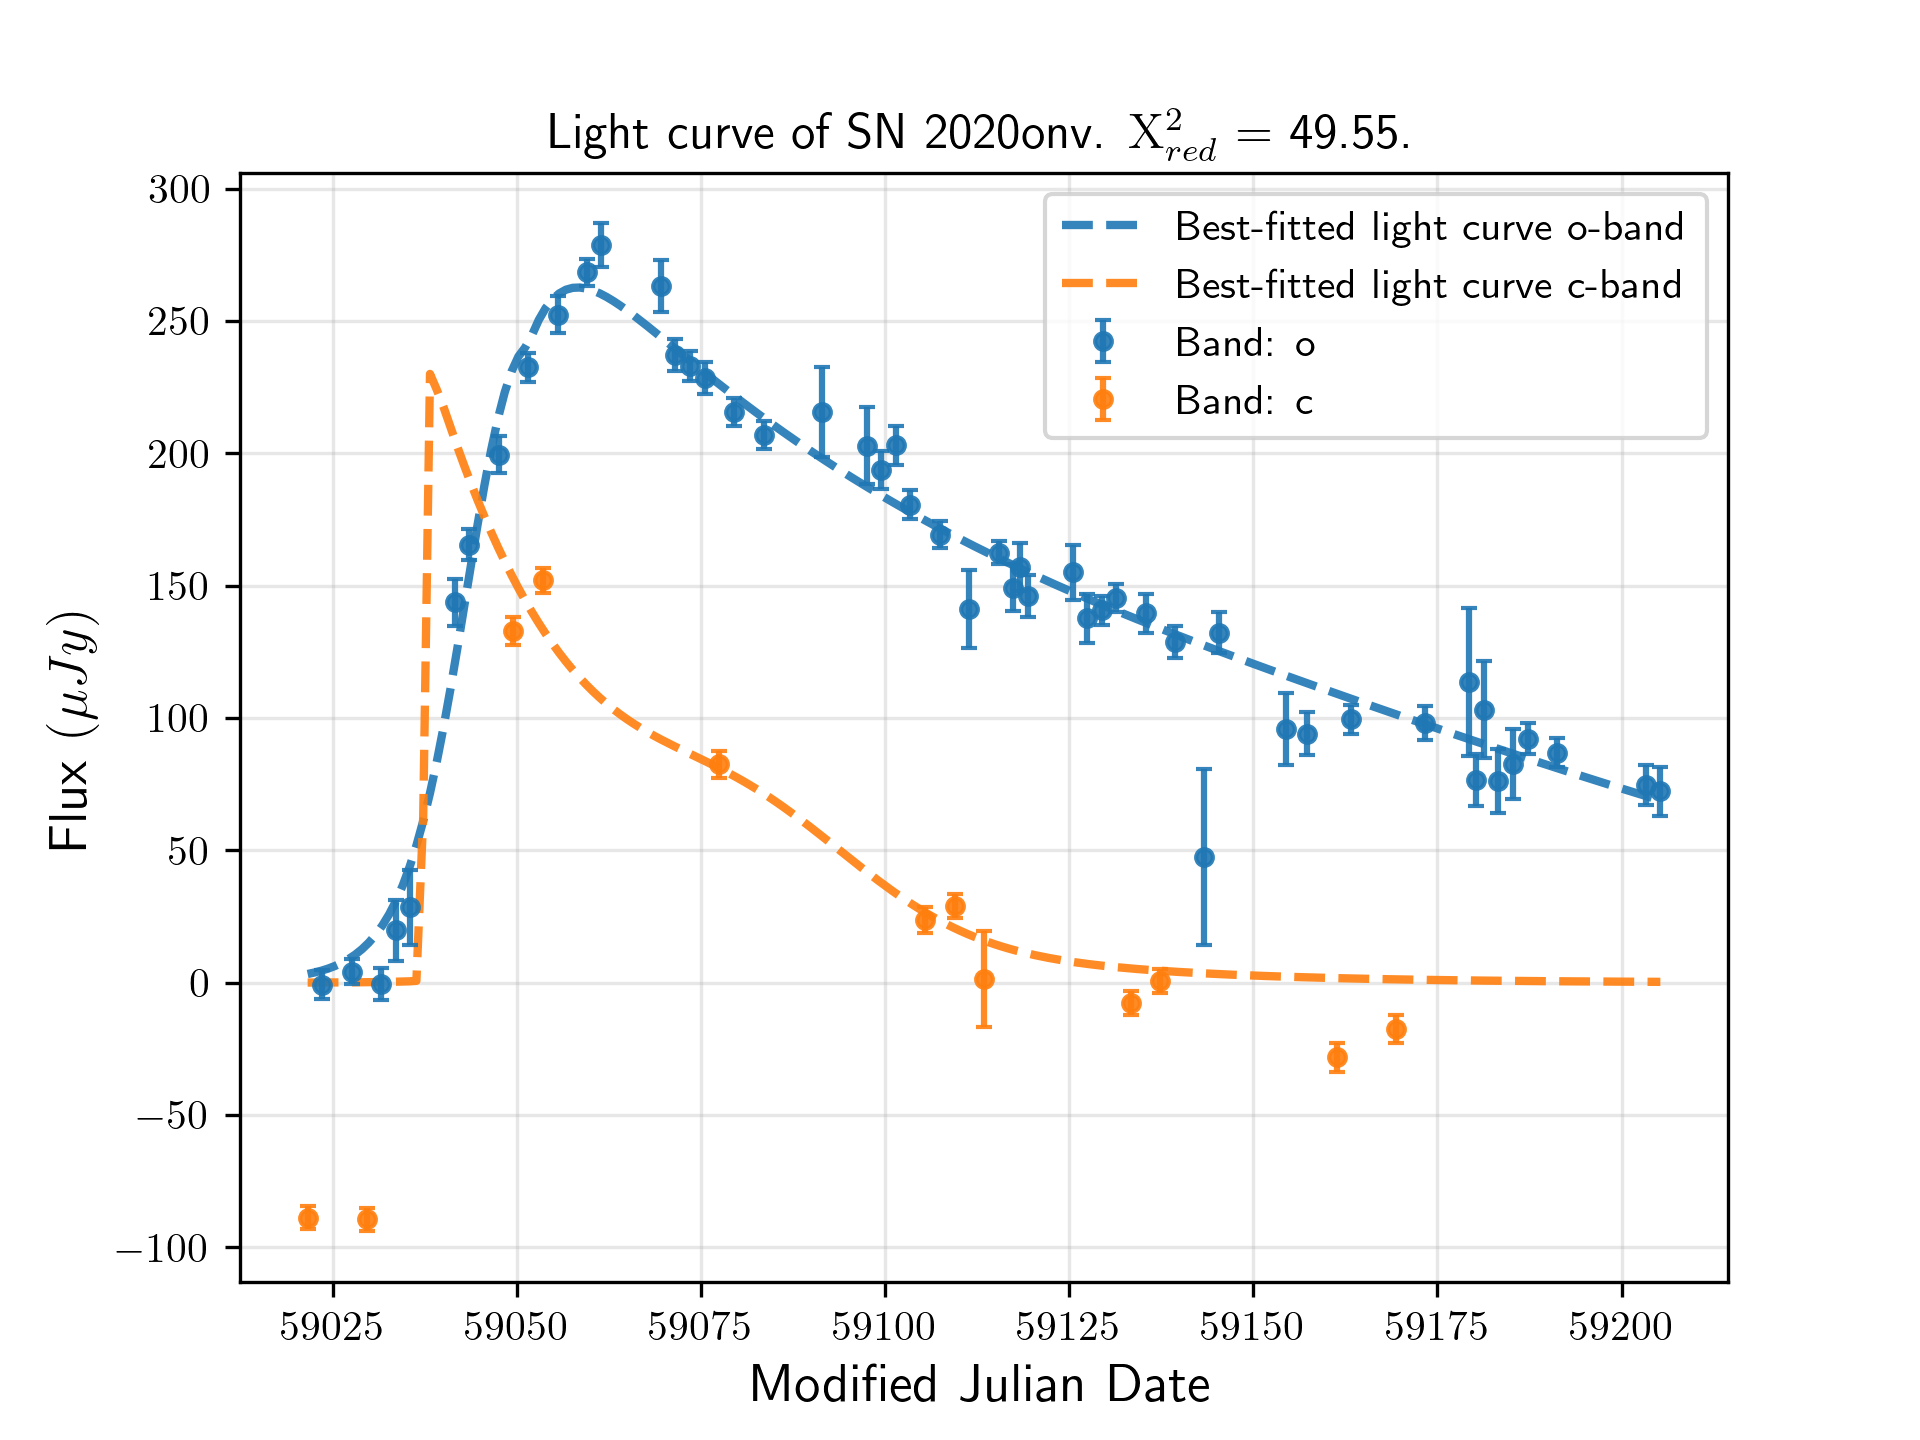 Light curve of SN 2020onv. X²red = 49.55.
300
250
200
150
100
50
0
−50
−100
Flux (μJy)
Best-fitted light curve o-band
Best-fitted light curve c-band
Band: o
Band: c
59025 59050 59075 59100 59125 59150 59175 59200
Modified Julian Date